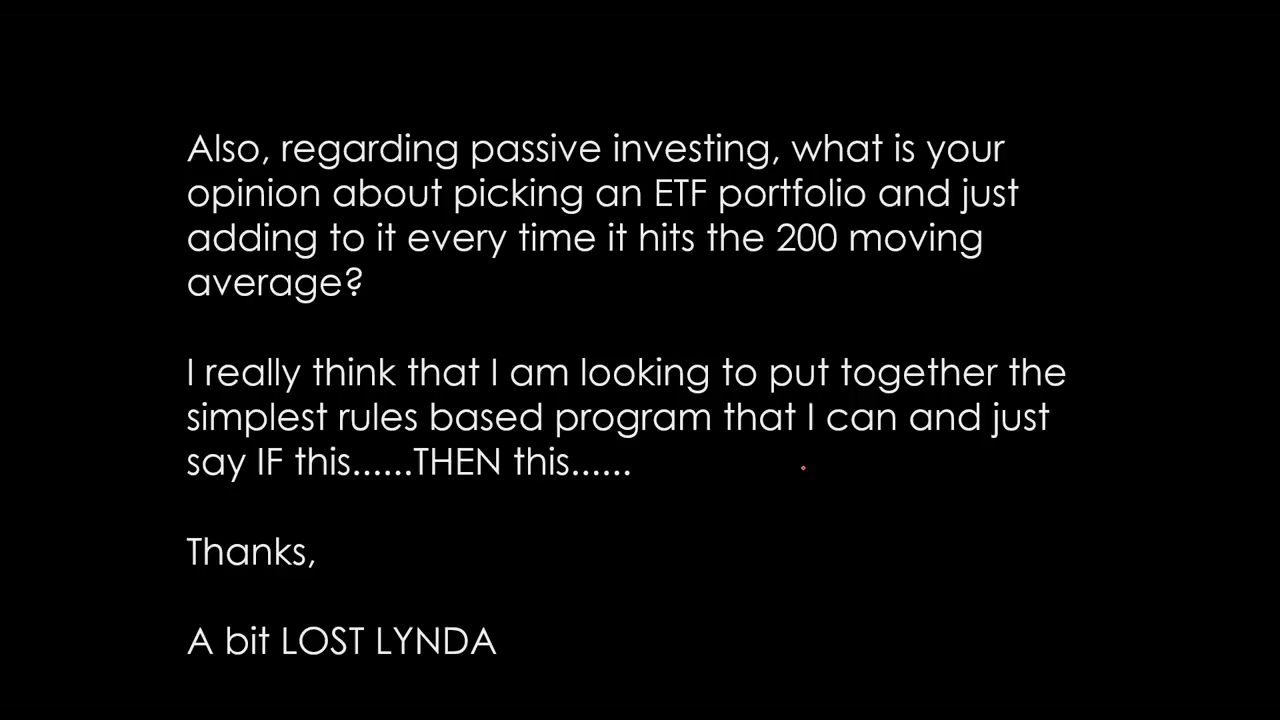 Also, regarding passive investing, what is your
opinion about picking an ETF portfolio and just
adding to it every time it hits the 200 moving
average?
I really think that I am looking to put together the
simplest rules based program that I can and just
say IF this......THEN this......
Thanks,
A bit LOST LYNDA